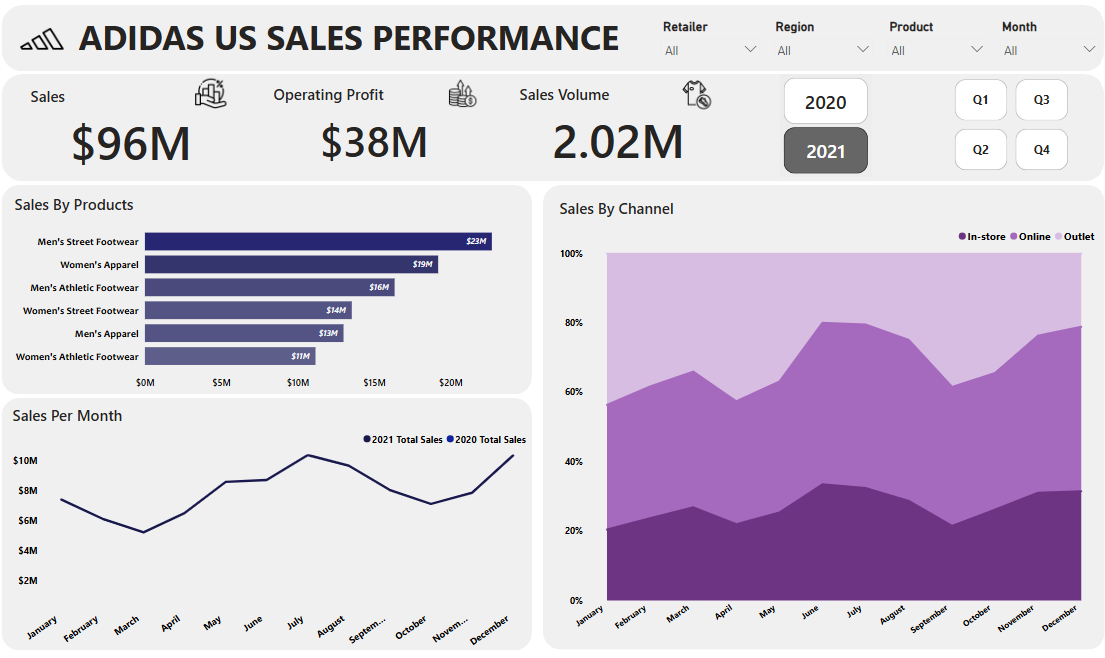 ADIDAS US SALES PERFORMANCE
Retailer
All
Region
All
Product
All
Month
All
Sales
$96M
Operating Profit
$38M
Sales Volume
2.02M
2020
2021
Q1
Q3
Q2
Q4
Sales By Products
Men's Street Footwear
$23M
Women's Apparel
$19M
Men's Athletic Footwear
$16M
Women's Street Footwear
$14M
Men's Apparel
$13M
Women's Athletic Footwear
$11M
$0M $5M $10M $15M $20M
Sales Per Month
2021 Total Sales 2020 Total Sales
$10M
$8M
$6M
$4M
$2M
January February March April May June July August Septem... October Novem... December
Sales By Channel
In-store Online Outlet
100%
80%
60%
40%
20%
0%
January February March April May June July August September October November December